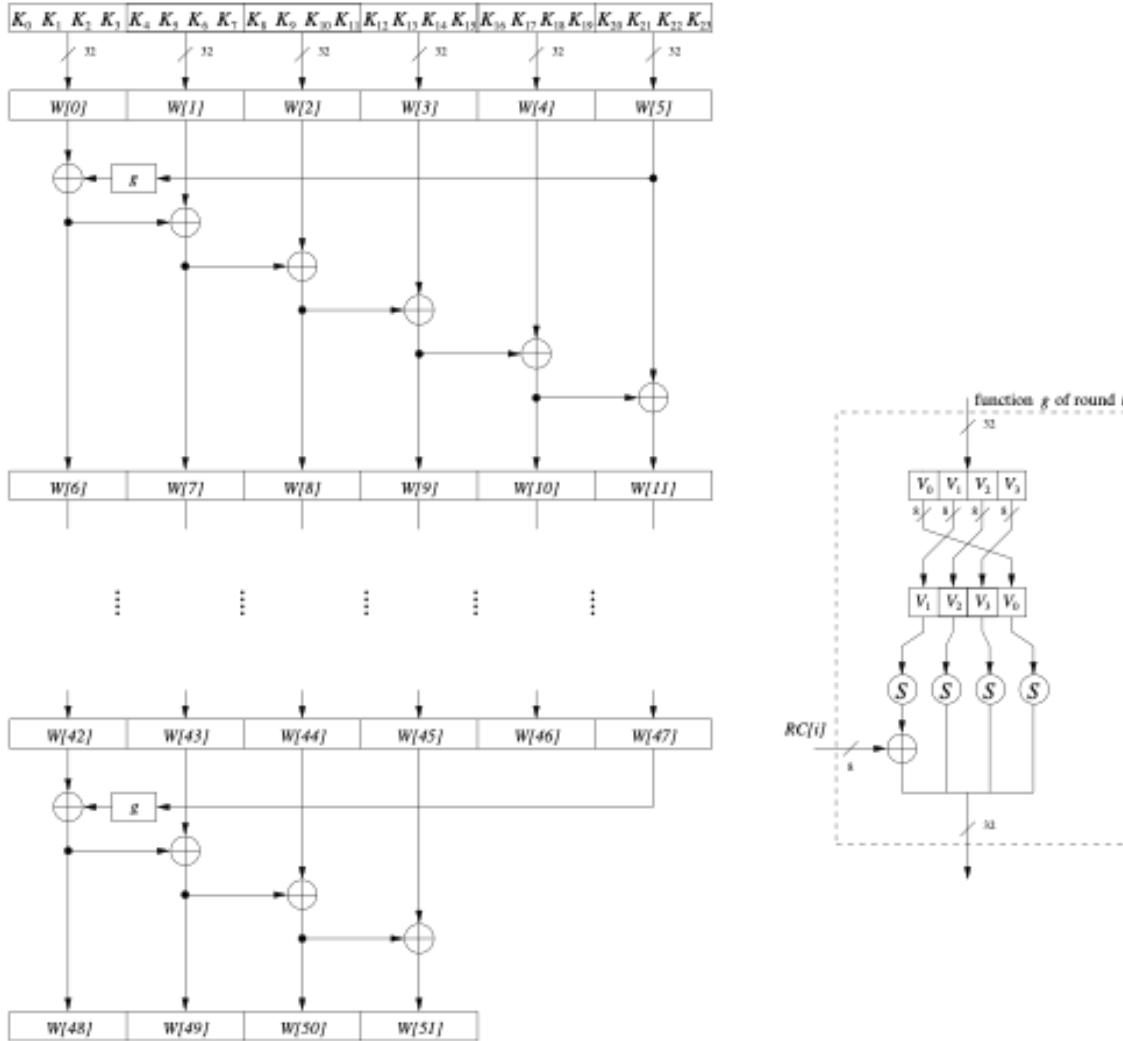 K0 K1 K2 K3 K4 K5 K6 K7 K8 K9 K10 K11 K12 K13 K14 K15 K16 K17 K18 K19 K20 K21 K22 K23
32 32 32 32 32 32
W[0] W[1] W[2] W[3] W[4] W[5]
g
W[6] W[7] W[8] W[9] W[10] W[11]
W[42] W[43] W[44] W[45] W[46] W[47]
g
W[48] W[49] W[50] W[51]
function g of round i
32
V0 V1 V2 V3
8 8 8 8
V1 V2 V3 V0
S S S S
RC[i]
8
32